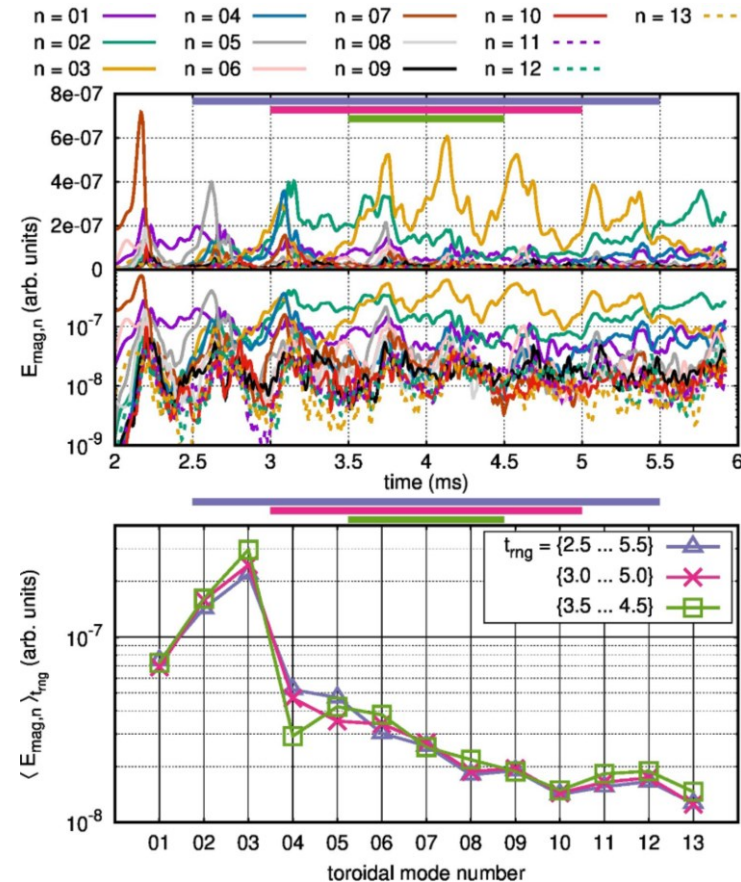 n = 01 n = 04 n = 07 n = 10 n = 13
n = 02 n = 05 n = 08 n = 11
n = 03 n = 06 n = 09 n = 12
8e-07
6e-07
4e-07
2e-07
0
10^-7
10^-8
10^-9
E_mag,n (arb. units)
2 2.5 3 3.5 4 4.5 5 5.5 6
time (ms)
t_rng = {2.5 ... 5.5}
{3.0 ... 5.0}
{3.5 ... 4.5}
10^-7
10^-8
⟨ E_mag,n ⟩_t_rng (arb. units)
01 02 03 04 05 06 07 08 09 10 11 12 13
toroidal mode number